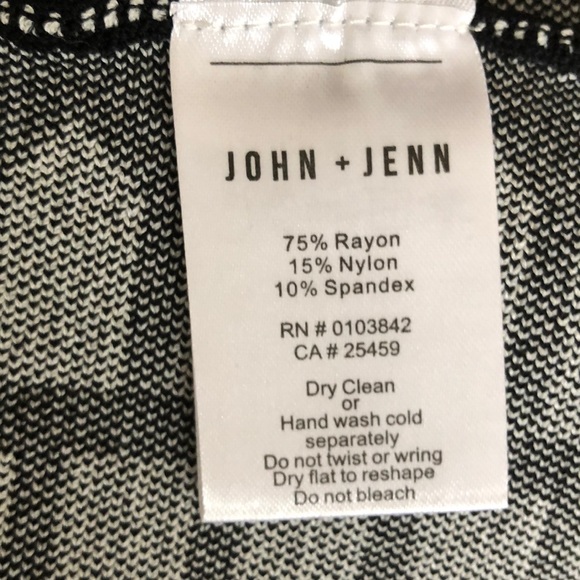 JOHN + JENN
75% Rayon
15% Nylon
10% Spandex
RN # 0103842
CA # 25459
Dry Clean
or
Hand wash cold
separately
Do not twist or wring
Dry flat to reshape
Do not bleach